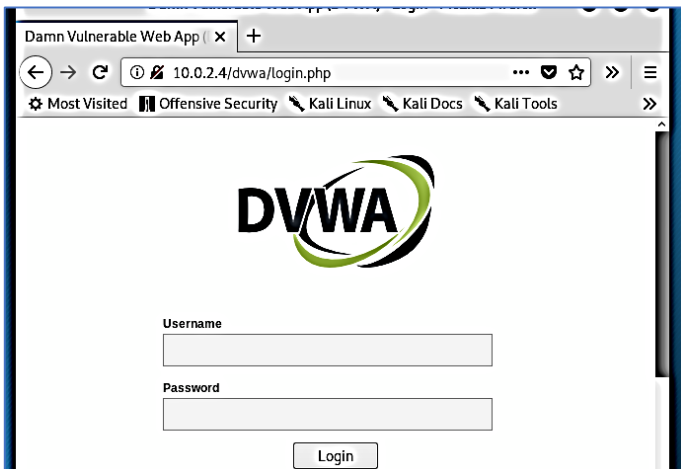 Damn Vulnerable Web App (
10.0.2.4/dvwa/login.php
Most Visited Offensive Security Kali Linux Kali Docs Kali Tools
DVWA
Username
Password
Login